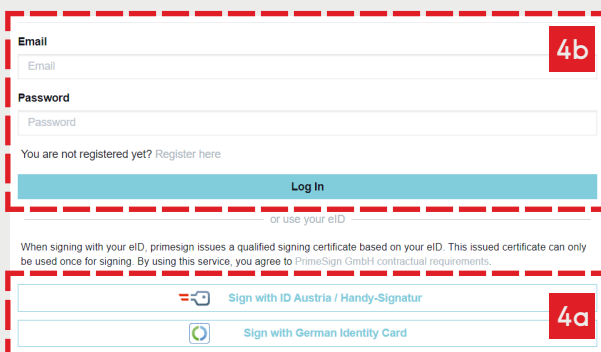 Email
4b
Email
Password
Password
You are not registered yet? Register here
Log In
or use your eID
When signing with your eID, primesign issues a qualified signing certificate based on your eID. This issued certificate can only
be used once for signing. By using this service, you agree to PrimeSign GmbH contractual requirements.
Sign with ID Austria / Handy-Signatur
4a
Sign with German Identity Card